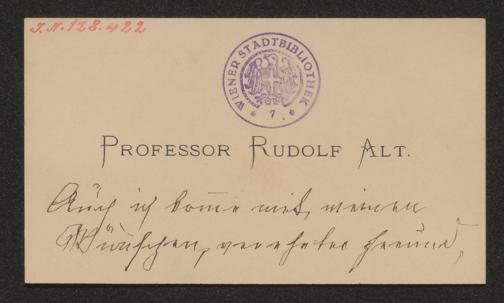 J.N. 128.422
WIENER STADTBIBLIOTHEK
* 7. *
PROFESSOR RUDOLF ALT.
Auch ich komme mit, meinen
Wünschen, verehrter Freund,